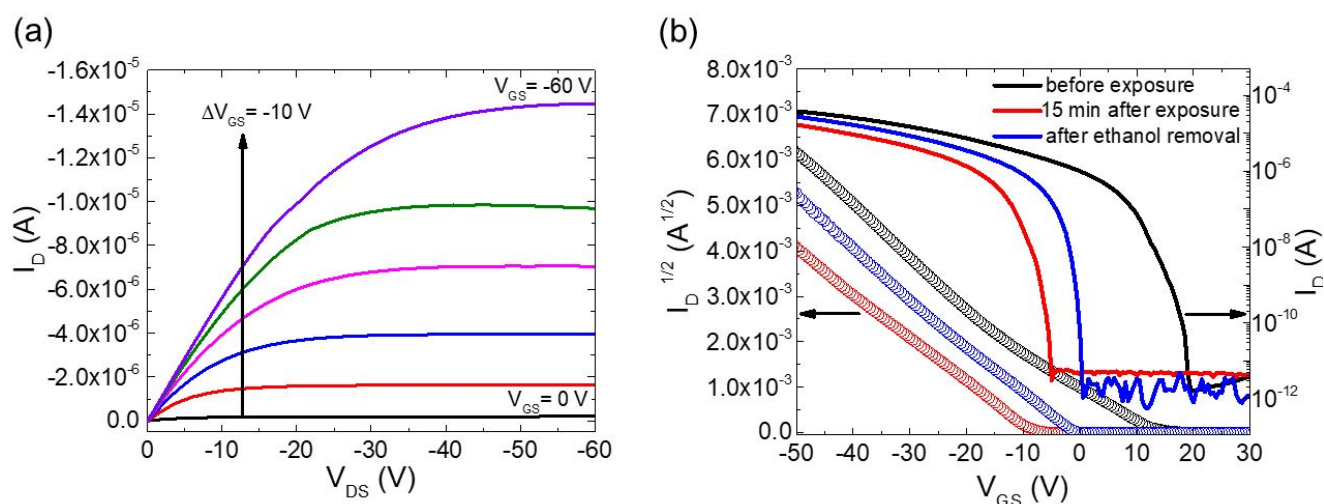 (a)
-1.6x10⁻⁵
-1.4x10⁻⁵
-1.2x10⁻⁵
-1.0x10⁻⁵
-8.0x10⁻⁶
-6.0x10⁻⁶
-4.0x10⁻⁶
-2.0x10⁻⁶
0.0
I_D (A)
V_GS= -60 V
ΔV_GS= -10 V
V_GS= 0 V
0 -10 -20 -30 -40 -50 -60
V_DS (V)
(b)
8.0x10⁻³
7.0x10⁻³
6.0x10⁻³
5.0x10⁻³
4.0x10⁻³
3.0x10⁻³
2.0x10⁻³
1.0x10⁻³
0.0
I_D^1/2 (A^1/2)
before exposure
15 min after exposure
after ethanol removal
10⁻⁴
10⁻⁶
10⁻⁸
10⁻¹⁰
10⁻¹²
I_D (A)
-50 -40 -30 -20 -10 0 10 20 30
V_GS (V)